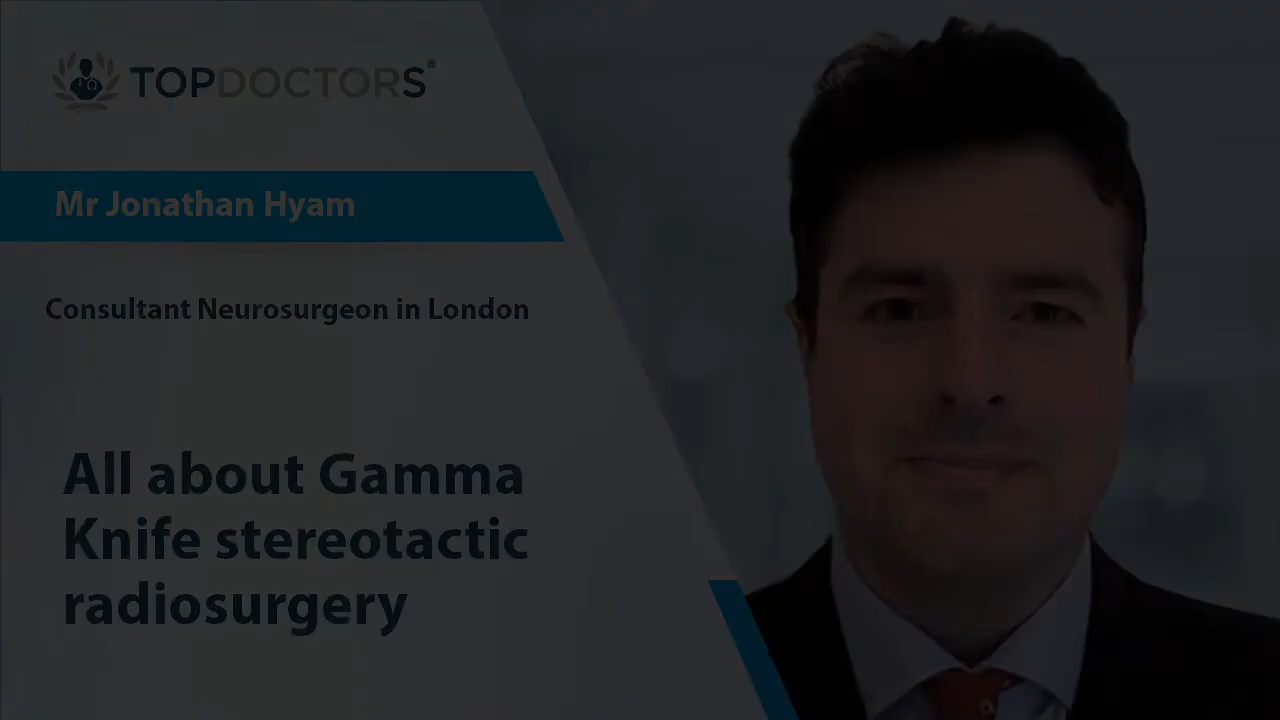 TOPDOCTORS®
Mr Jonathan Hyam
Consultant Neurosurgeon in London
All about Gamma
Knife stereotactic
radiosurgery